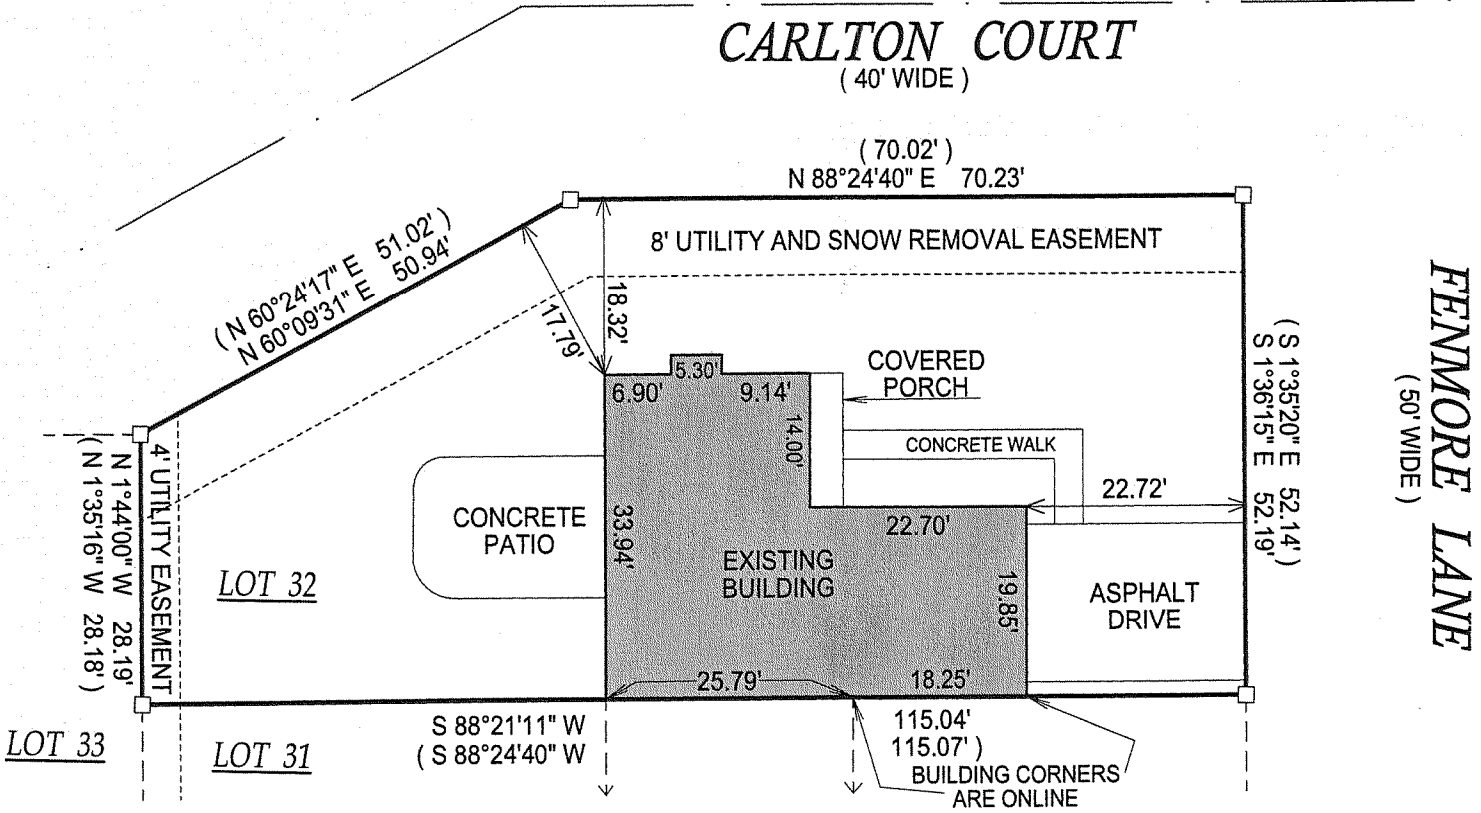 CARLTON COURT
( 40' WIDE )
( 70.02' )
N 88°24'40" E 70.23'
8' UTILITY AND SNOW REMOVAL EASEMENT
( N 60°24'17" E 51.02' )
N 60°09'31" E 50.94'
17.79'
18.32'
FENMORE LANE
( 50' WIDE )
( S 1°35'20" E 52.14' )
S 1°36'15" E 52.19'
COVERED
PORCH
5.30'
6.90'
9.14'
14.00'
CONCRETE WALK
22.72'
22.70'
4' UTILITY EASEMENT
N 1°44'00" W 28.19'
( N 1°35'16" W 28.18' )
CONCRETE
PATIO
33.94'
EXISTING
BUILDING
19.85'
ASPHALT
DRIVE
LOT 32
25.79'
18.25'
S 88°21'11" W 115.04'
( S 88°24'40" W 115.07' )
LOT 33
LOT 31
BUILDING CORNERS
ARE ONLINE